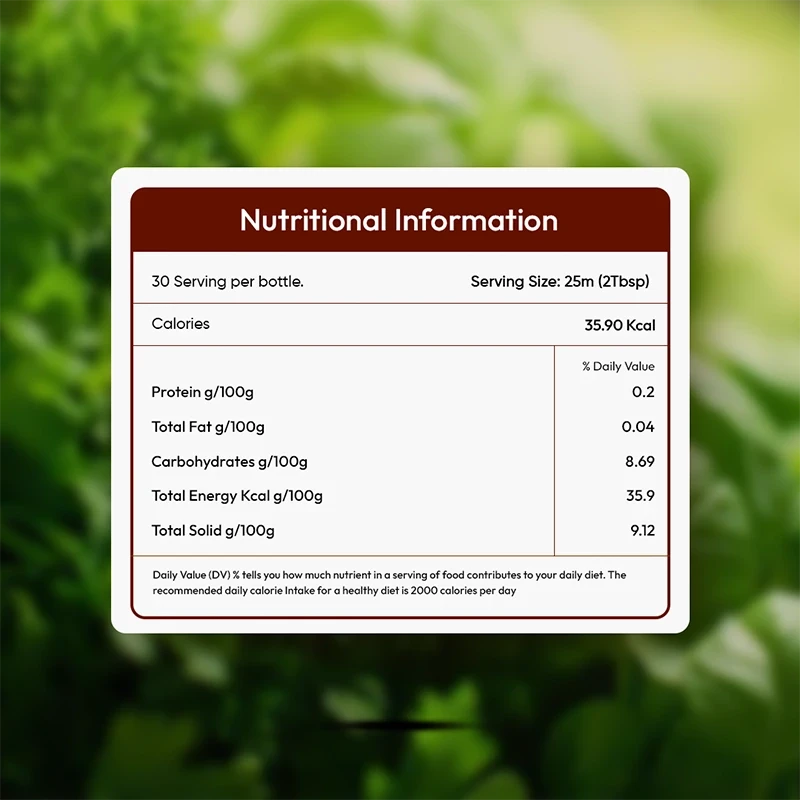 Nutritional Information
30 Serving per bottle. Serving Size: 25m (2Tbsp)
Calories 35.90 Kcal
% Daily Value
Protein g/100g 0.2
Total Fat g/100g 0.04
Carbohydrates g/100g 8.69
Total Energy Kcal g/100g 35.9
Total Solid g/100g 9.12
Daily Value (DV) % tells you how much nutrient in a serving of food contributes to your daily diet. The
recommended daily calorie Intake for a healthy diet is 2000 calories per day